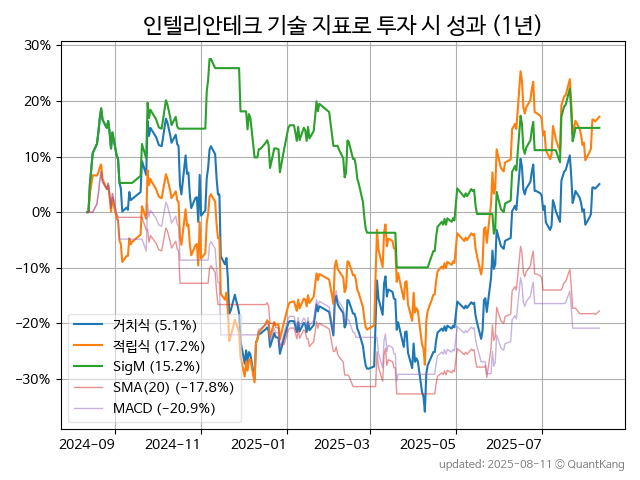 인텔리안테크 기술 지표로 투자 시 성과 (1년)
30%
20%
10%
0%
−10%
−20%
−30%
거치식 (5.1%)
적립식 (17.2%)
SigM (15.2%)
SMA(20) (−17.8%)
MACD (−20.9%)
2024-09 2024-11 2025-01 2025-03 2025-05 2025-07
updated: 2025-08-11 © QuantKang